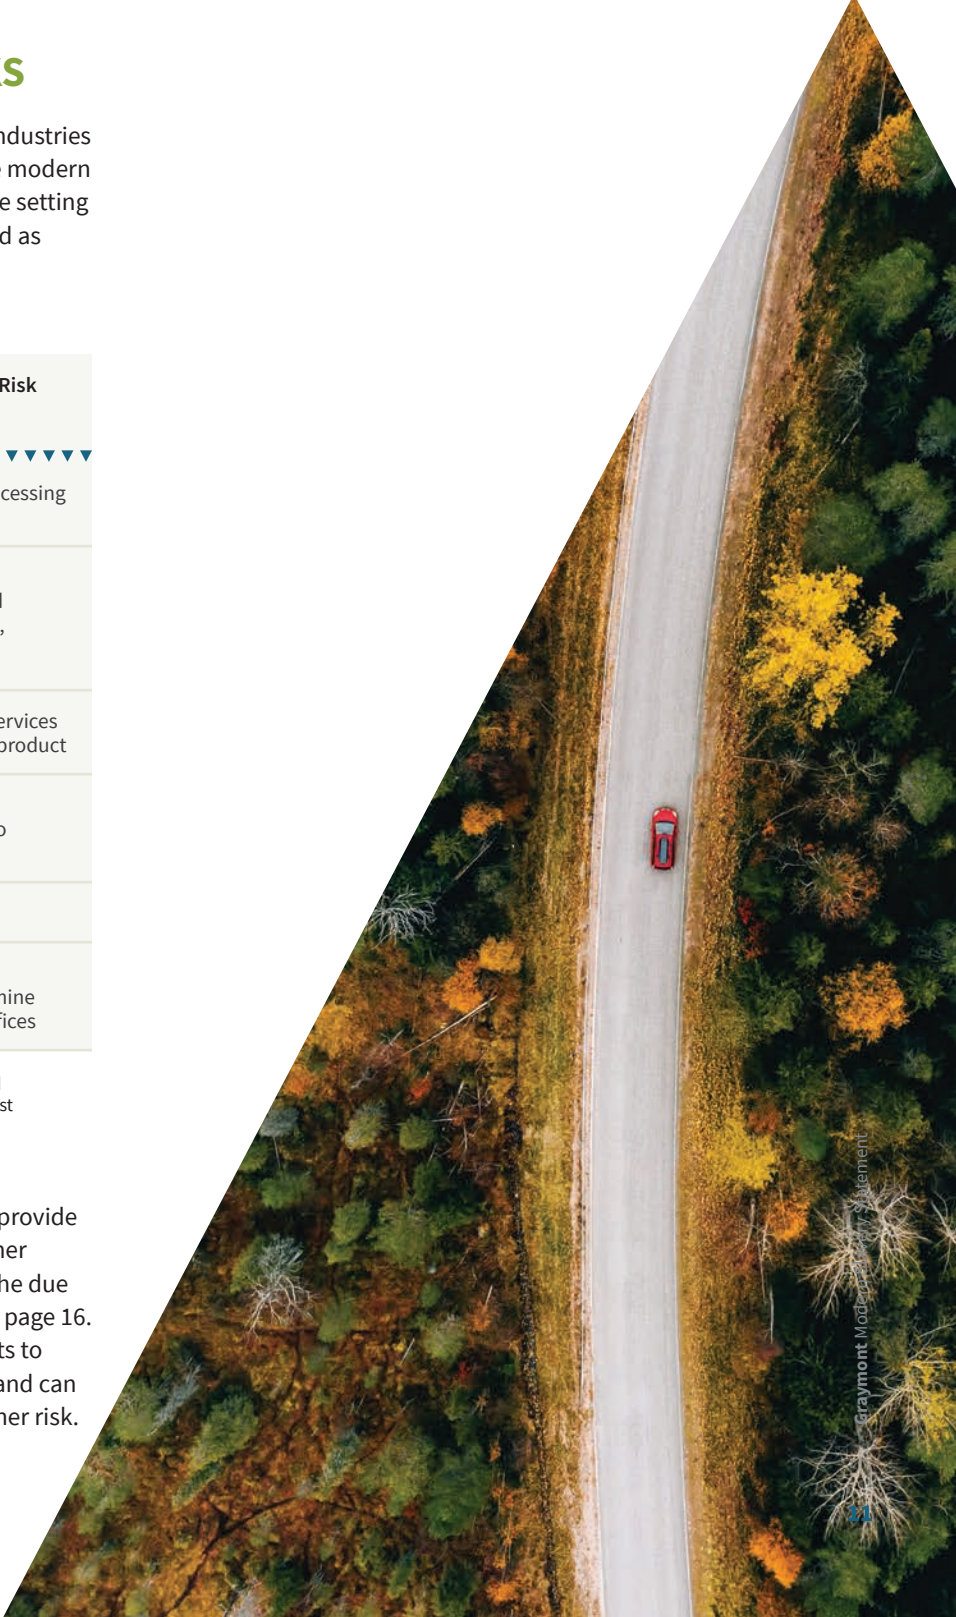 ks
ndustries
modern
e setting
d as
Risk
cessing
,
ervices
product
o
nine
fices
st
provide
her
he due
page 16.
ts to
and can
her risk.
Graymont Modern Slavery Statement
11